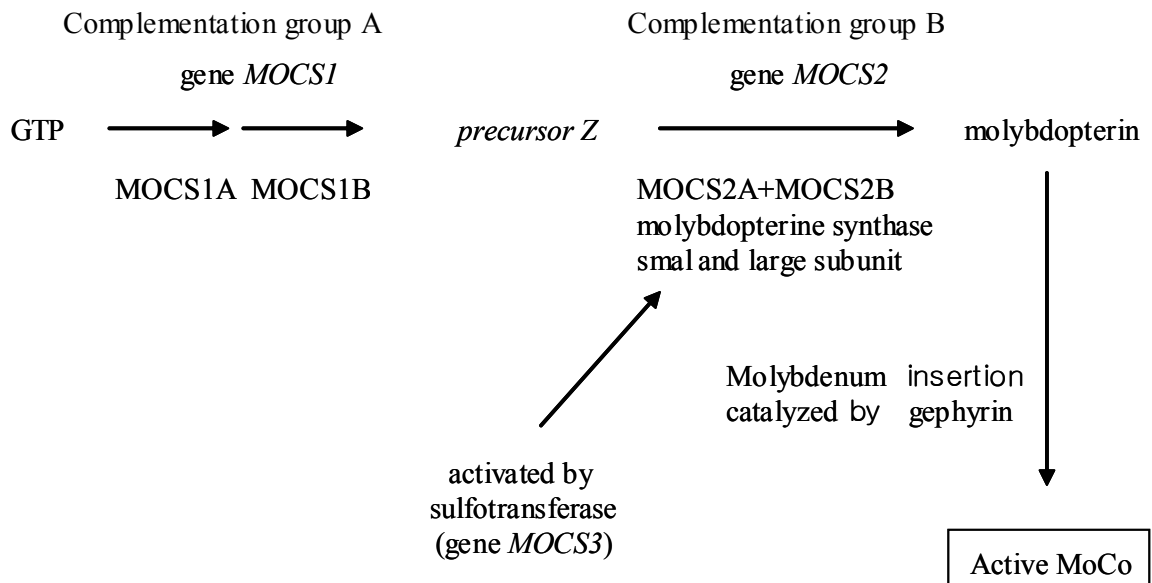 Complementation group A
Complementation group B
gene MOCS1
gene MOCS2
GTP
precursor Z
molybdopterin
MOCS1A MOCS1B
MOCS2A+MOCS2B
molybdopterine synthase
smal and large subunit
Molybdenum insertion
catalyzed by gephyrin
activated by
sulfotransferase
(gene MOCS3)
Active MoCo